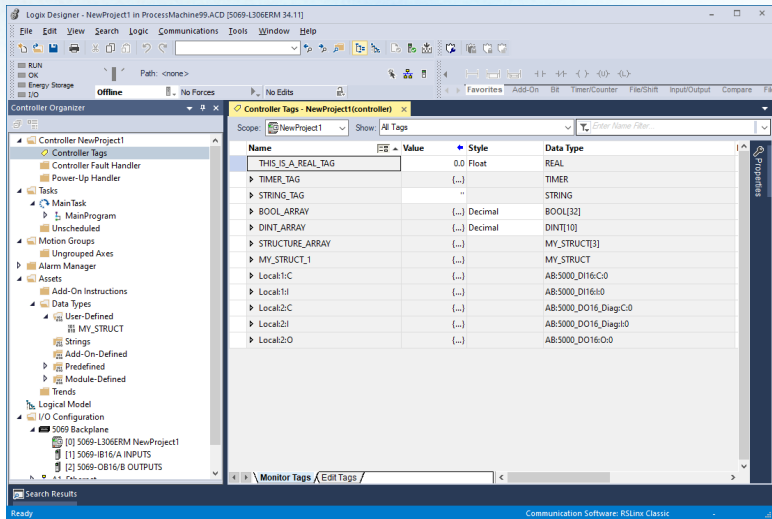 Logix Designer - NewProject1 in ProcessMachine99.ACD [5069-L306ERM 34.11]
File Edit View Search Logic Communications Tools Window Help
RUN
OK
Energy Storage
I/O
Path: <none>
Offline
No Forces
No Edits
Favorites Add-On Bit Timer/Counter File/Shift Input/Output Compare
Controller Organizer
Controller Tags - NewProject1(controller)
Scope: NewProject1 Show: All Tags Enter Name Filter...
Controller NewProject1
Controller Tags
Controller Fault Handler
Power-Up Handler
Tasks
MainTask
MainProgram
Unscheduled
Motion Groups
Ungrouped Axes
Alarm Manager
Assets
Add-On Instructions
Data Types
User-Defined
MY_STRUCT
Strings
Add-On-Defined
Predefined
Module-Defined
Trends
Logical Model
I/O Configuration
5069 Backplane
[0] 5069-L306ERM NewProject1
[1] 5069-IB16/A INPUTS
[2] 5069-OB16/B OUTPUTS
Name Value Style Data Type
THIS_IS_A_REAL_TAG 0.0 Float REAL
TIMER_TAG {...} TIMER
STRING_TAG '' STRING
BOOL_ARRAY {...} Decimal BOOL[32]
DINT_ARRAY {...} Decimal DINT[10]
STRUCTURE_ARRAY {...} MY_STRUCT[3]
MY_STRUCT_1 {...} MY_STRUCT
Local:1:C {...} AB:5000_DI16:C:0
Local:1:I {...} AB:5000_DI16:I:0
Local:2:C {...} AB:5000_DO16_Diag:C:0
Local:2:I {...} AB:5000_DO16_Diag:I:0
Local:2:O {...} AB:5000_DO16:O:0
Properties
Monitor Tags Edit Tags
Search Results
Ready
Communication Software: RSLinx Classic